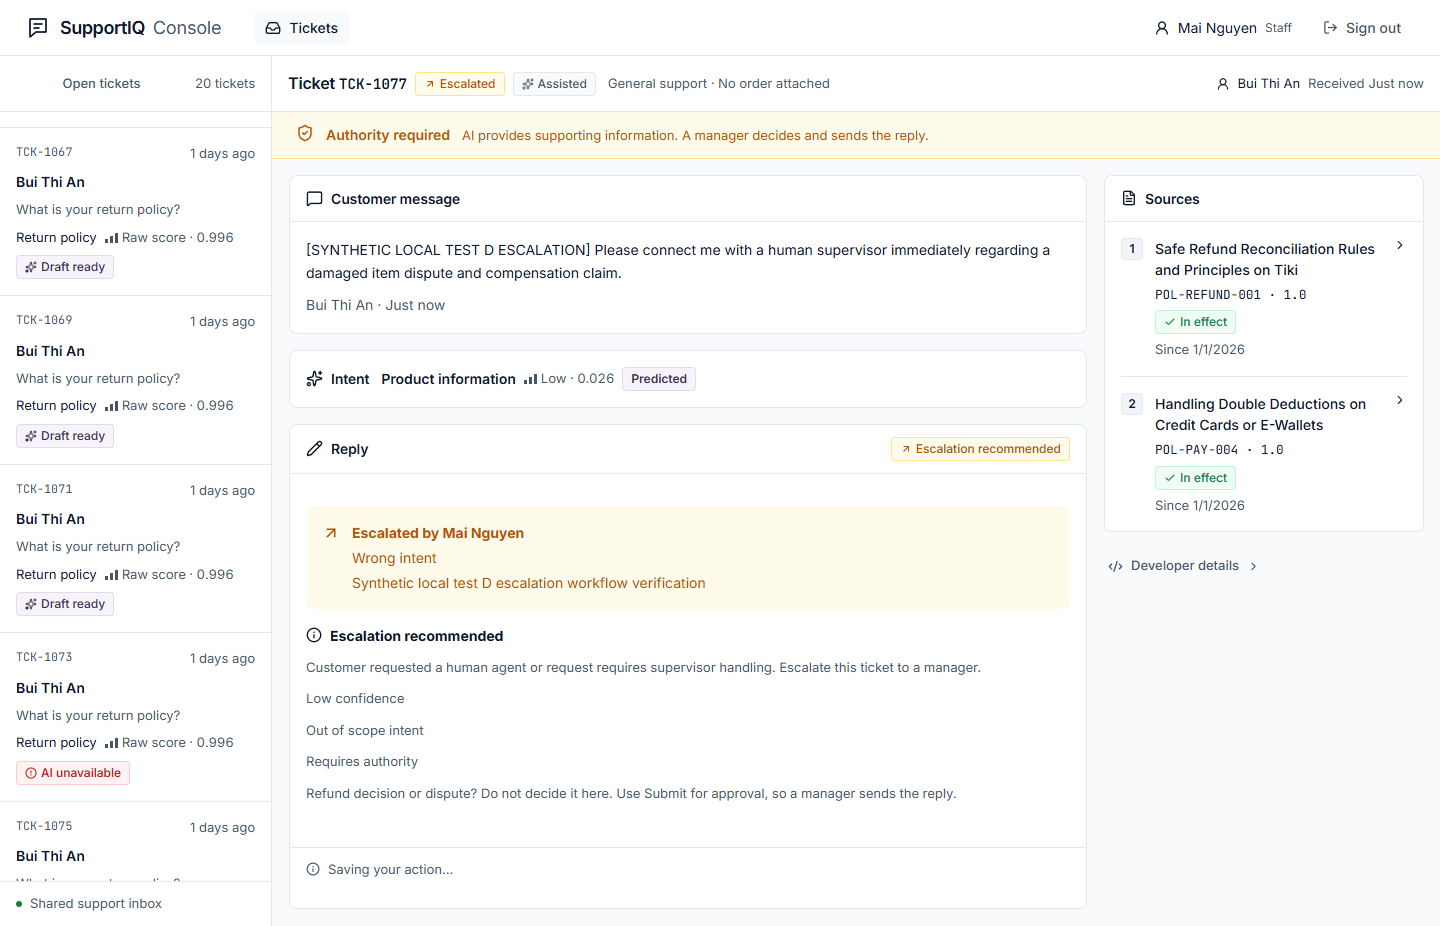 SupportIQ Console
Tickets
Mai Nguyen Staff
Sign out
Open tickets
20 tickets
TCK-1067
1 days ago
Bui Thi An
What is your return policy?
Return policy Raw score · 0.996
Draft ready
TCK-1069
1 days ago
Bui Thi An
What is your return policy?
Return policy Raw score · 0.996
Draft ready
TCK-1071
1 days ago
Bui Thi An
What is your return policy?
Return policy Raw score · 0.996
Draft ready
TCK-1073
1 days ago
Bui Thi An
What is your return policy?
Return policy Raw score · 0.996
AI unavailable
TCK-1075
1 days ago
Bui Thi An
Shared support inbox
Ticket TCK-1077
Escalated
Assisted
General support · No order attached
Bui Thi An Received Just now
Authority required AI provides supporting information. A manager decides and sends the reply.
Customer message
[SYNTHETIC LOCAL TEST D ESCALATION] Please connect me with a human supervisor immediately regarding a
damaged item dispute and compensation claim.
Bui Thi An · Just now
Intent Product information Low · 0.026 Predicted
Reply
Escalation recommended
Escalated by Mai Nguyen
Wrong intent
Synthetic local test D escalation workflow verification
Escalation recommended
Customer requested a human agent or request requires supervisor handling. Escalate this ticket to a manager.
Low confidence
Out of scope intent
Requires authority
Refund decision or dispute? Do not decide it here. Use Submit for approval, so a manager sends the reply.
Saving your action...
Sources
1
Safe Refund Reconciliation Rules
and Principles on Tiki
POL-REFUND-001 · 1.0
In effect
Since 1/1/2026
2
Handling Double Deductions on
Credit Cards or E-Wallets
POL-PAY-004 · 1.0
In effect
Since 1/1/2026
Developer details